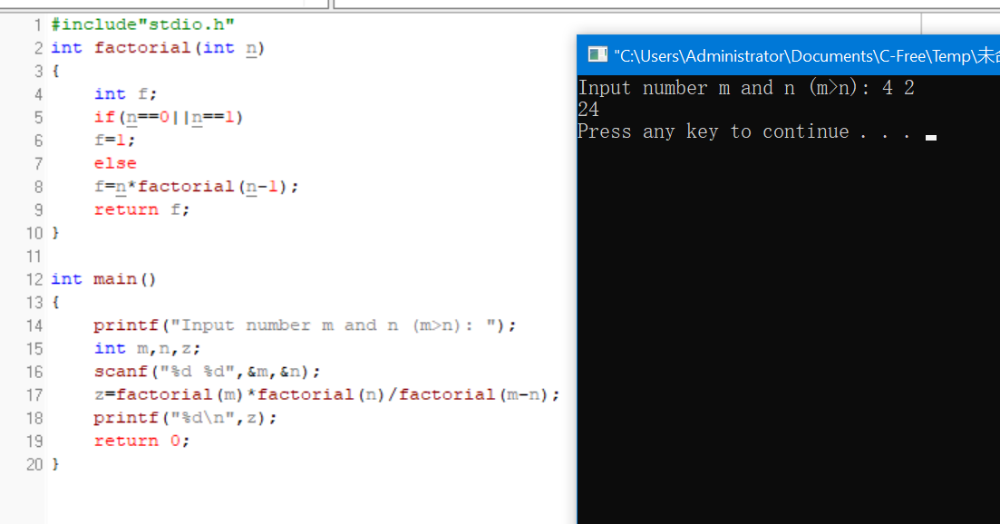 1 #include"stdio.h"
2 int factorial(int n)
3 {
4 int f;
5 if(n==0||n==1)
6 f=1;
7 else
8 f=n*factorial(n-1);
9 return f;
10 }
11
12 int main()
13 {
14 printf("Input number m and n (m>n): ");
15 int m,n,z;
16 scanf("%d %d",&m,&n);
17 z=factorial(m)*factorial(n)/factorial(m-n);
18 printf("%d\n",z);
19 return 0;
20 }
"C:\Users\Administrator\Documents\C-Free\Temp\未
Input number m and n (m>n): 4 2
24
Press any key to continue . . .